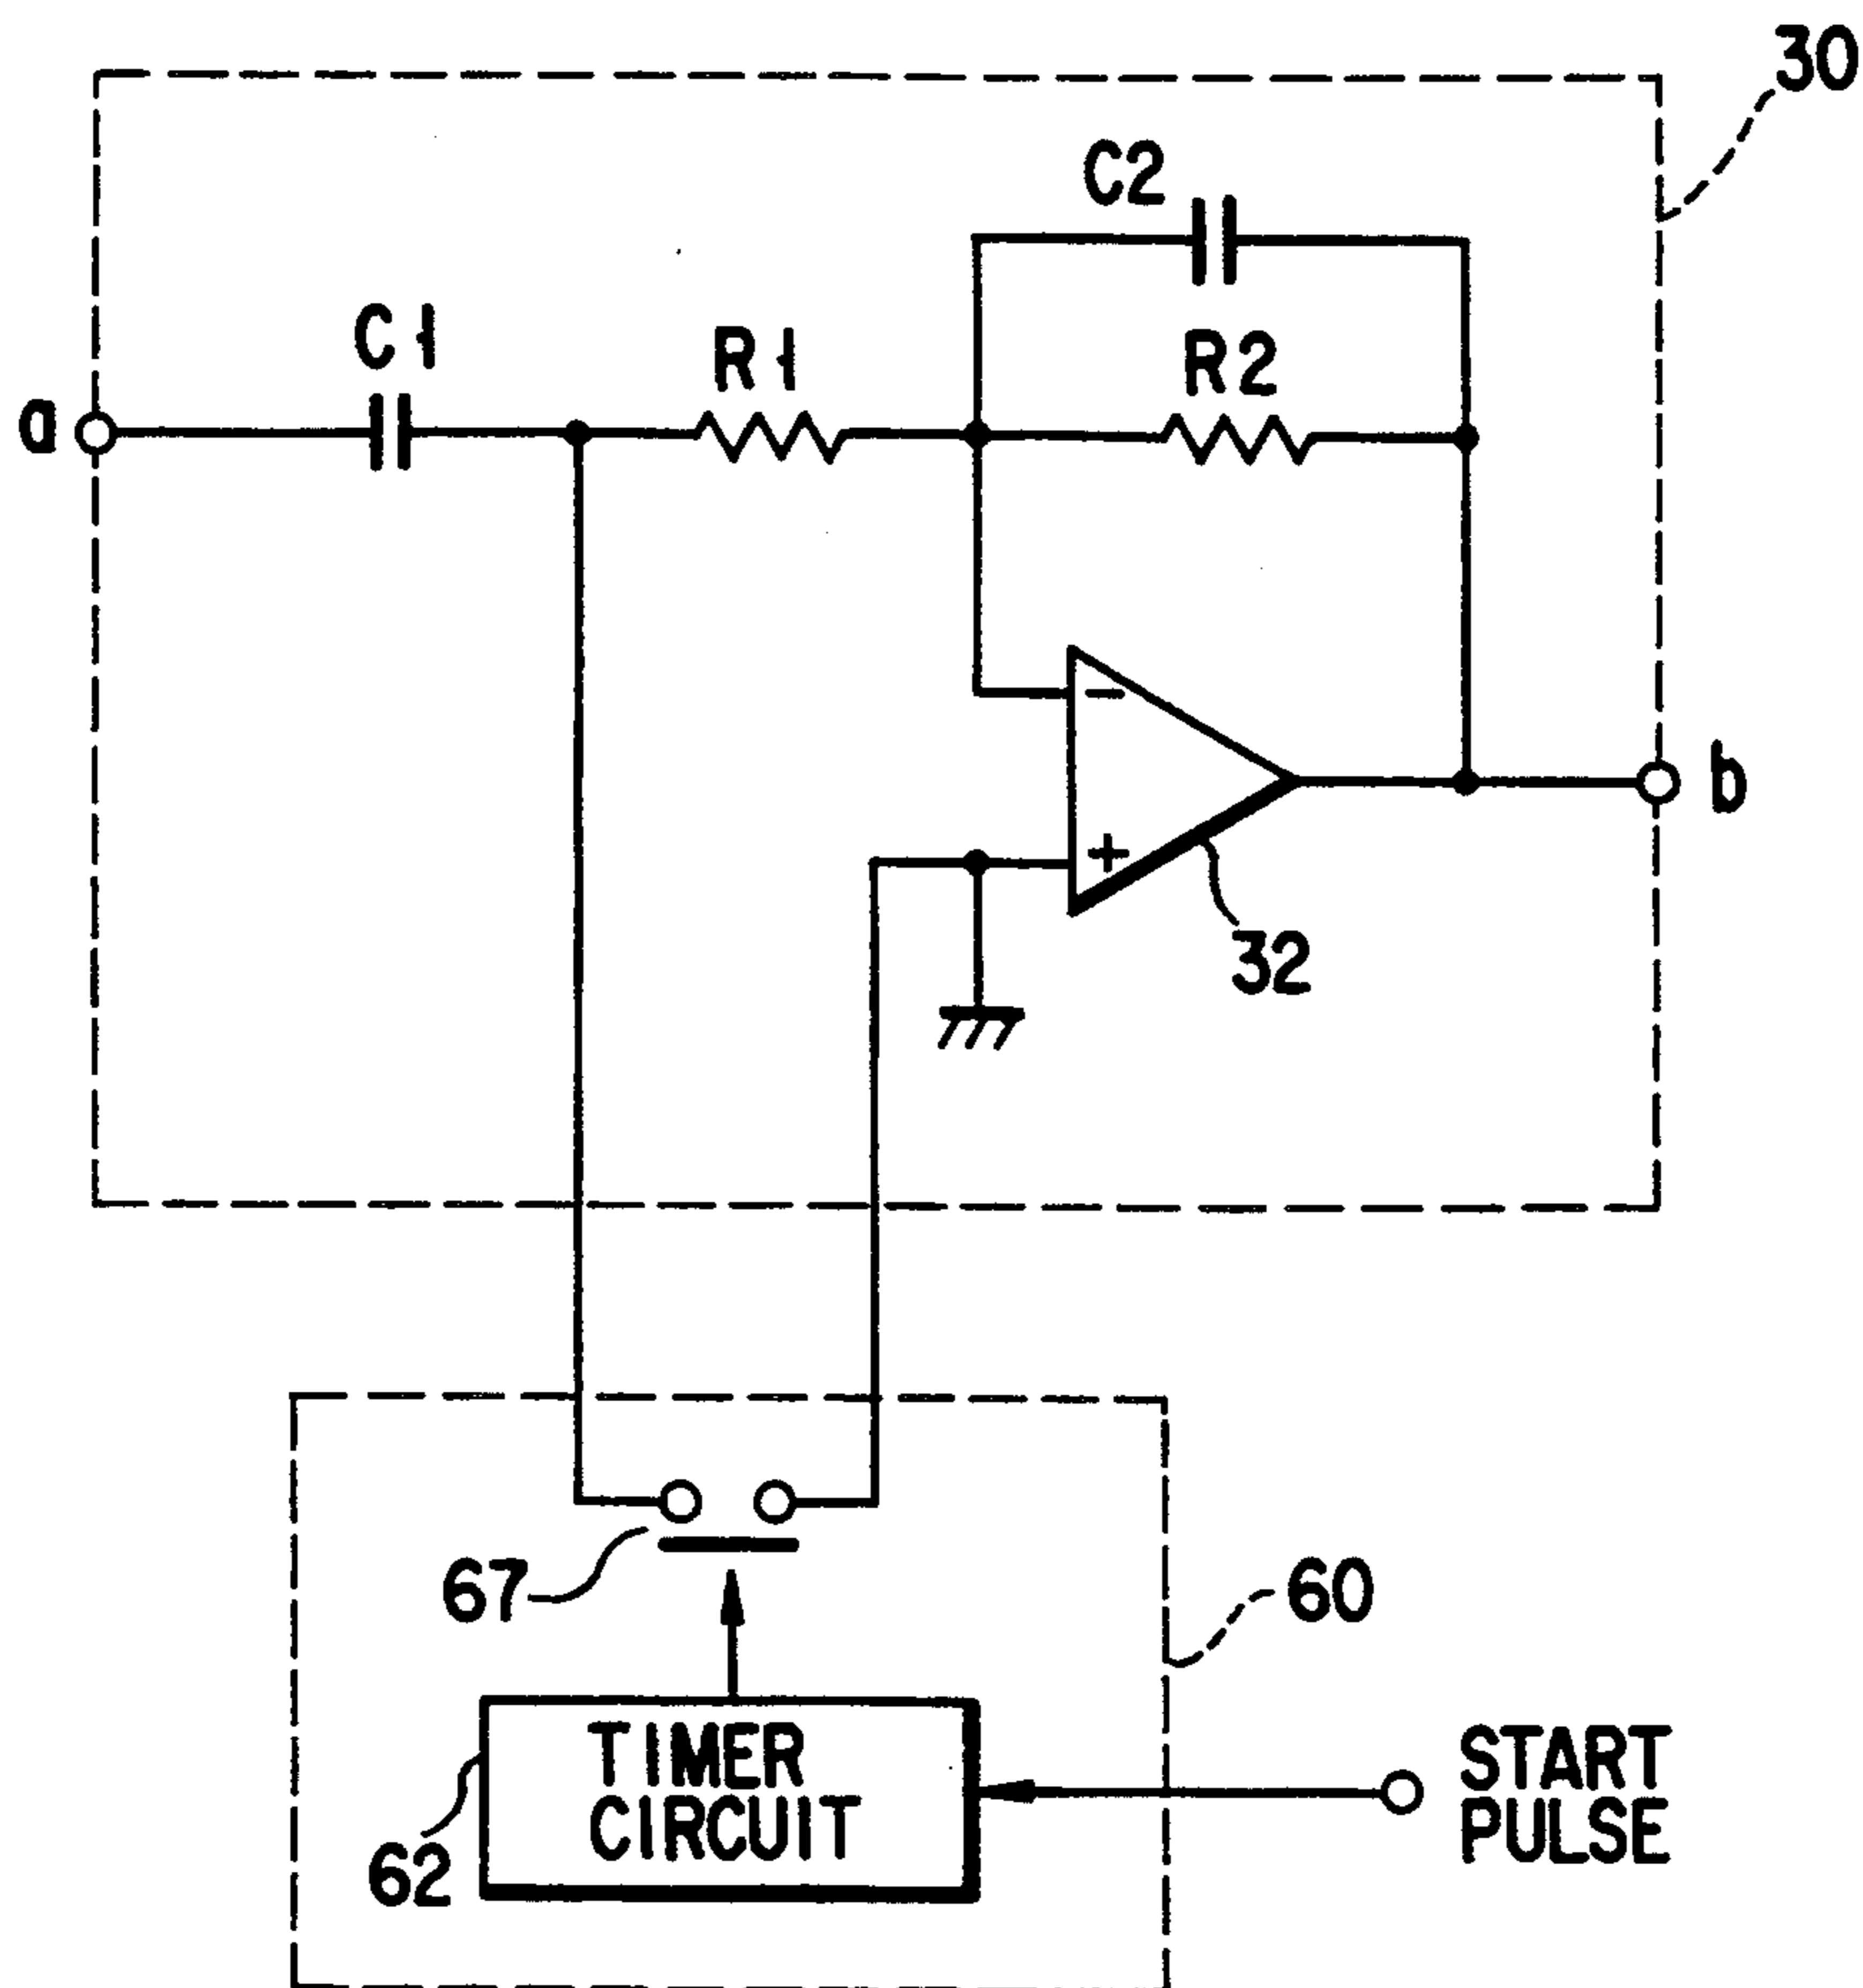 30
C2
C1
R1
R2
a
b
−
+
32
67
60
TIMER
CIRCUIT
START
PULSE
62